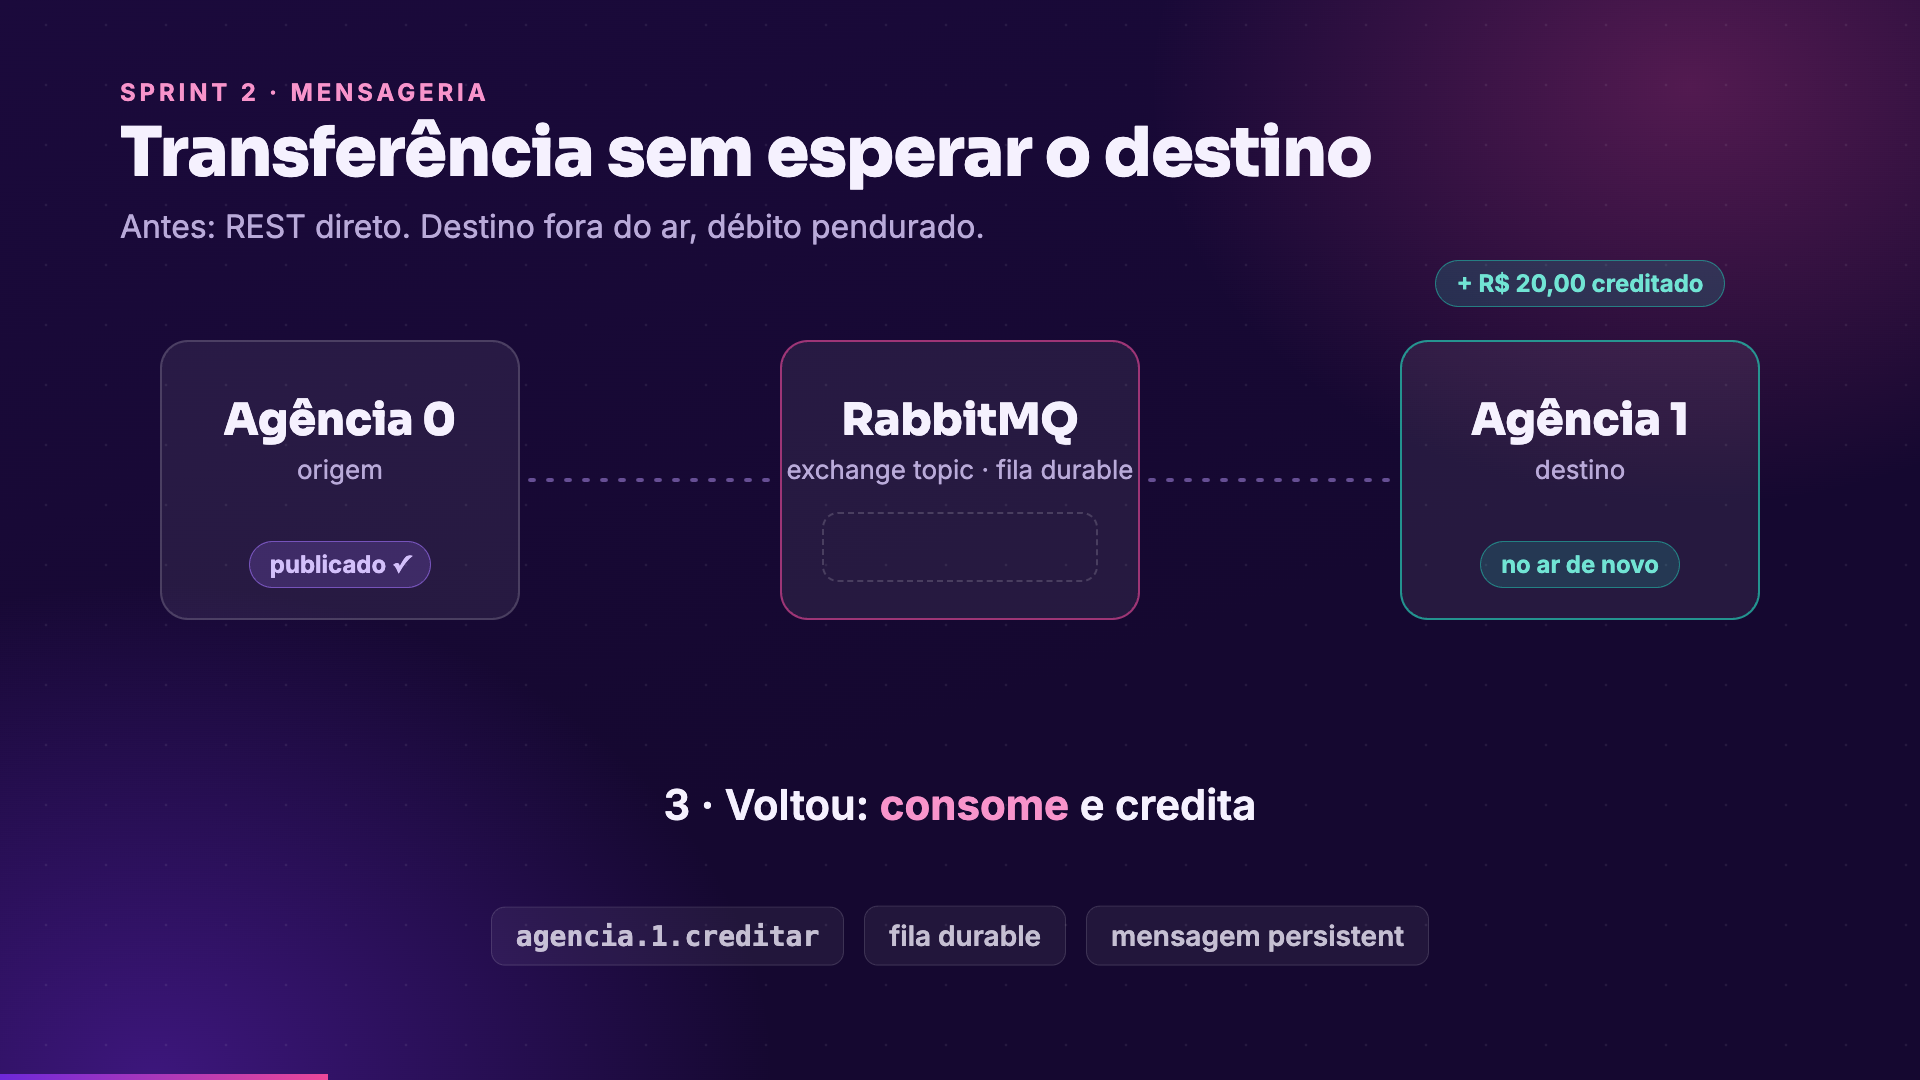 SPRINT 2 · MENSAGERIA
Transferência sem esperar o destino
Antes: REST direto. Destino fora do ar, débito pendurado.
+ R$ 20,00 creditado
Agência 0
origem
publicado ✓
RabbitMQ
exchange topic · fila durable
Agência 1
destino
no ar de novo
3 · Voltou: consome e credita
agencia.1.creditar
fila durable
mensagem persistent